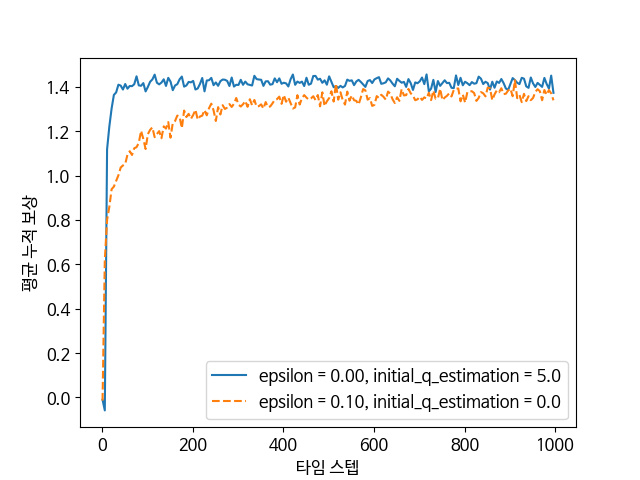 1.4
1.2
1.0
0.8
0.6
0.4
0.2
0.0
평균 누적 보상
epsilon = 0.00, initial_q_estimation = 5.0
epsilon = 0.10, initial_q_estimation = 0.0
0 200 400 600 800 1000
타임 스텝